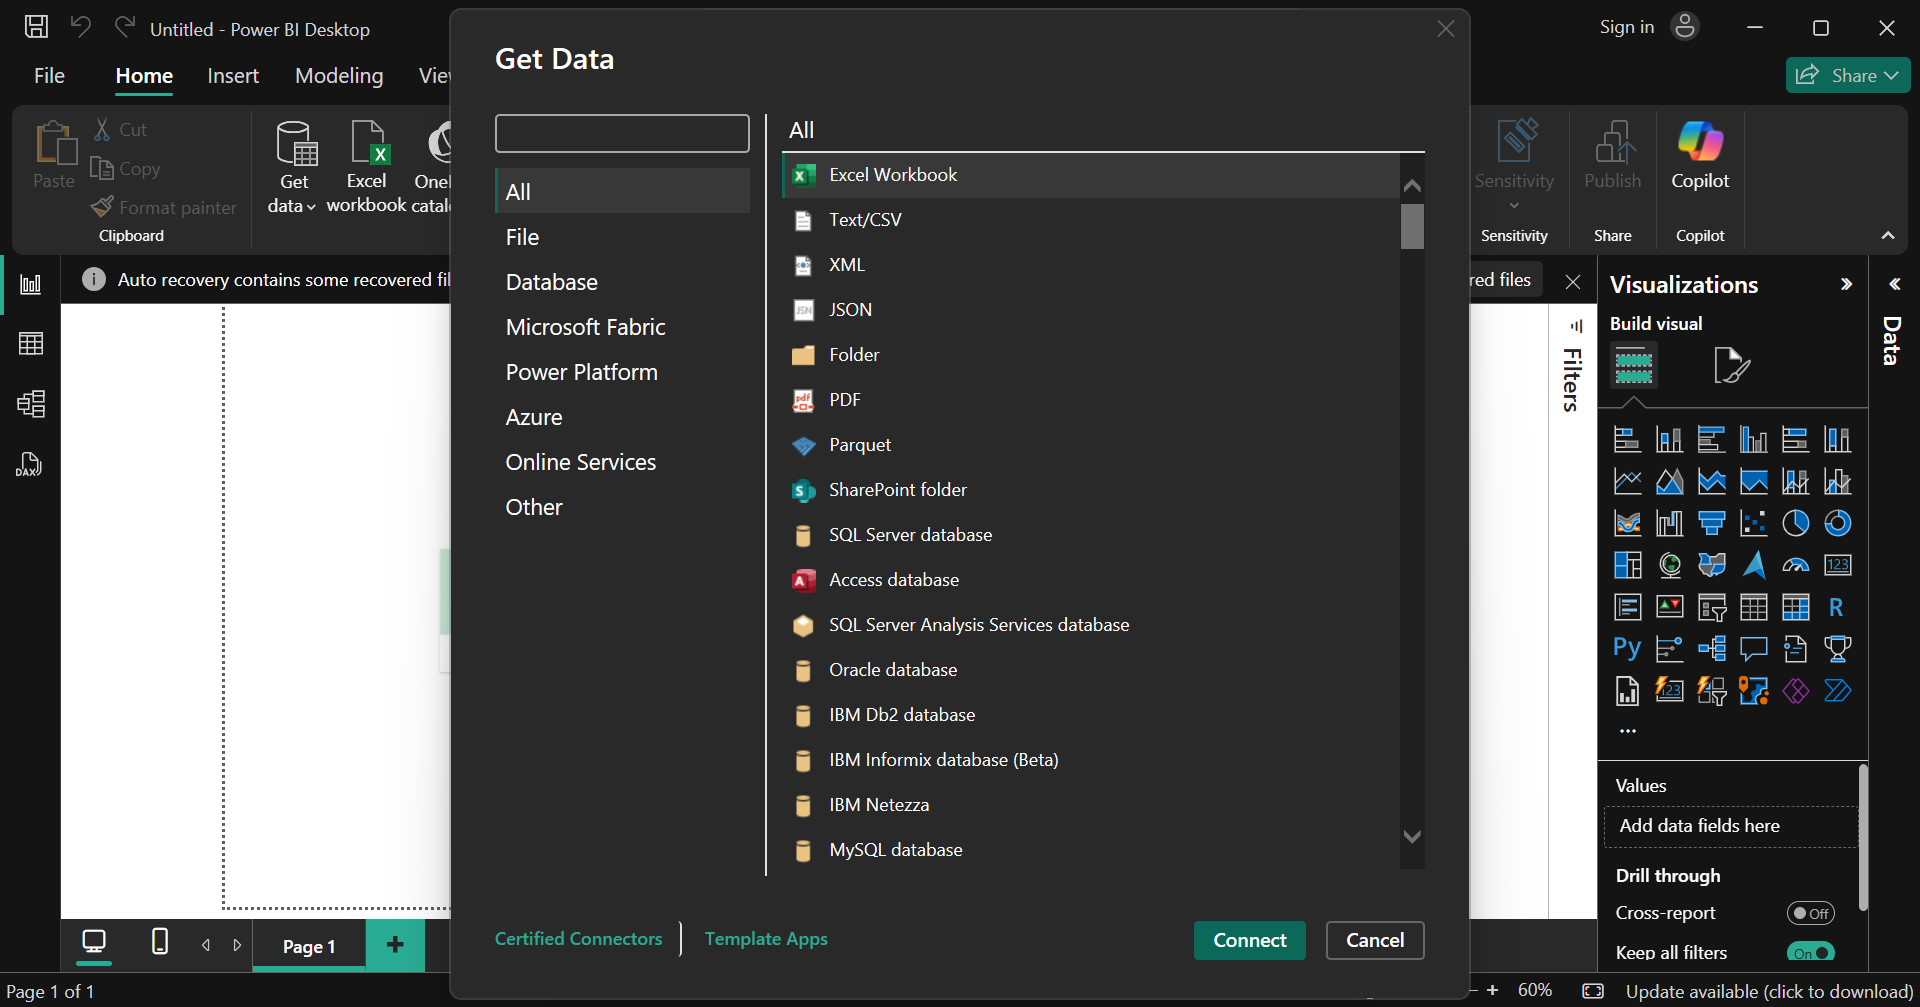 Untitled - Power BI Desktop
Sign in
File
Home
Insert
Modeling
Share
Paste
Cut
Copy
Format painter
Clipboard
Get
data
Excel
workbook
Sensitivity
Sensitivity
Publish
Share
Copilot
Copilot
Auto recovery contains some recovered
red files
Get Data
All
File
Database
Microsoft Fabric
Power Platform
Azure
Online Services
Other
All
Excel Workbook
Text/CSV
XML
JSON
Folder
PDF
Parquet
SharePoint folder
SQL Server database
Access database
SQL Server Analysis Services database
Oracle database
IBM Db2 database
IBM Informix database (Beta)
IBM Netezza
MySQL database
Certified Connectors
Template Apps
Connect
Cancel
Filters
Visualizations
Build visual
Data
123
R
Py
123
Values
Add data fields here
Drill through
Cross-report
Off
Keep all filters
On
DAX
Page 1
Page 1 of 1
60%
Update available (click to download)